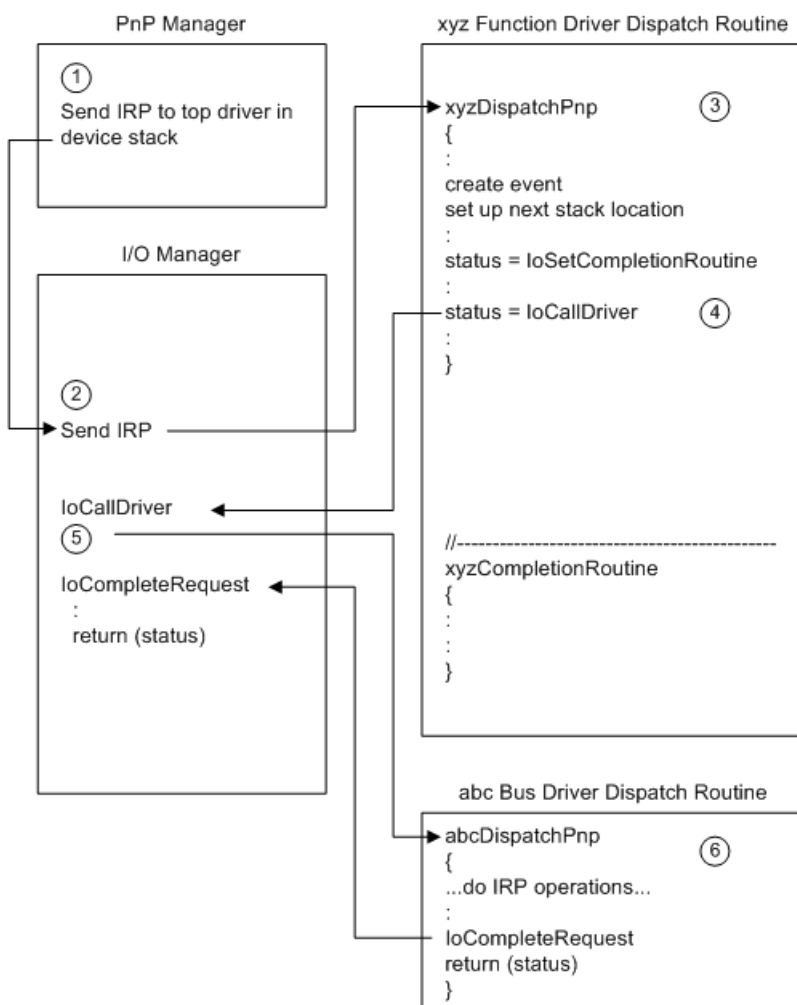 PnP Manager
1
Send IRP to top driver in
device stack
I/O Manager
2
Send IRP
IoCallDriver
5
IoCompleteRequest
:
return (status)
xyz Function Driver Dispatch Routine
xyzDispatchPnp
3
{
:
create event
set up next stack location
:
status = IoSetCompletionRoutine
:
status = IoCallDriver
4
:
}
//----------------------------------------------
xyzCompletionRoutine
{
:
:
}
abc Bus Driver Dispatch Routine
abcDispatchPnp
6
{
...do IRP operations...
:
IoCompleteRequest
return (status)
}